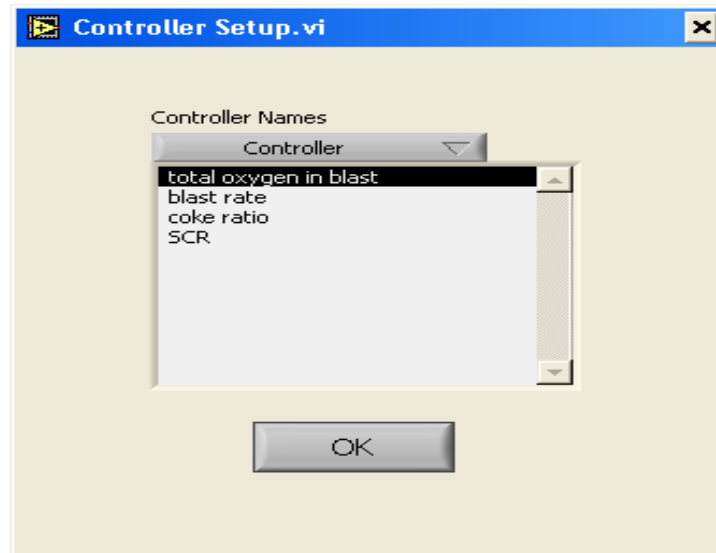 Controller Setup.vi
Controller Names
Controller
total oxygen in blast
blast rate
coke ratio
SCR
OK